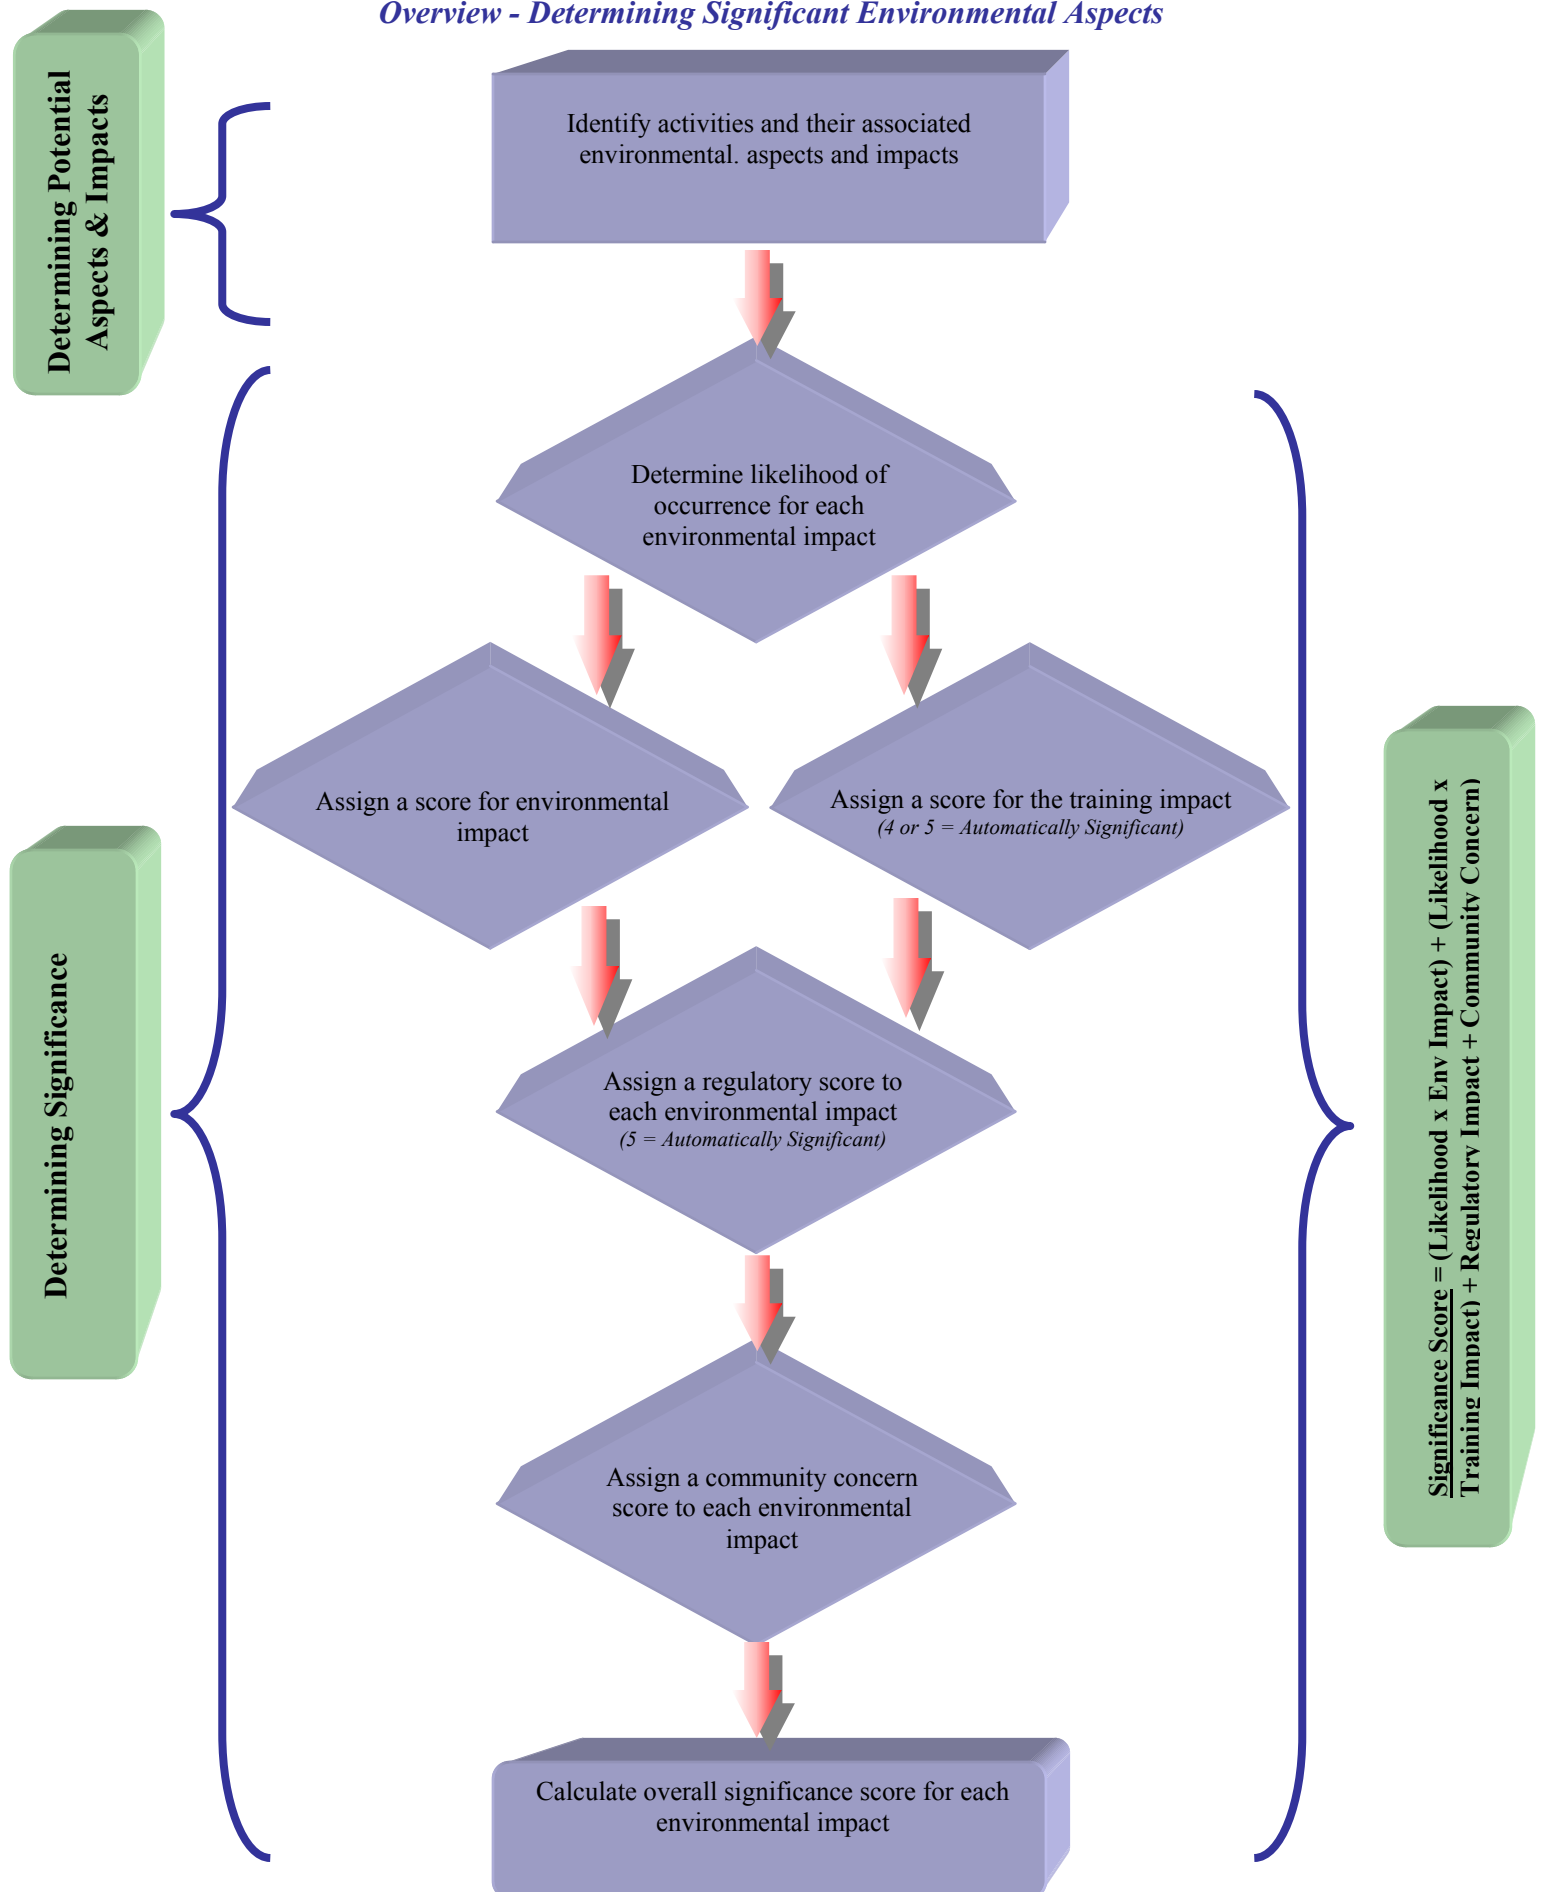 Overview - Determining Significant Environmental Aspects
Determining Potential
Aspects & Impacts
Identify activities and their associated
environmental. aspects and impacts
Determine likelihood of
occurrence for each
environmental impact
Assign a score for environmental
impact
Assign a score for the training impact
(4 or 5 = Automatically Significant)
Determining Significance
Assign a regulatory score to
each environmental impact
(5 = Automatically Significant)
Significance Score = (Likelihood x Env Impact) + (Likelihood x
Training Impact) + Regulatory Impact + Community Concern)
Assign a community concern
score to each environmental
impact
Calculate overall significance score for each
environmental impact